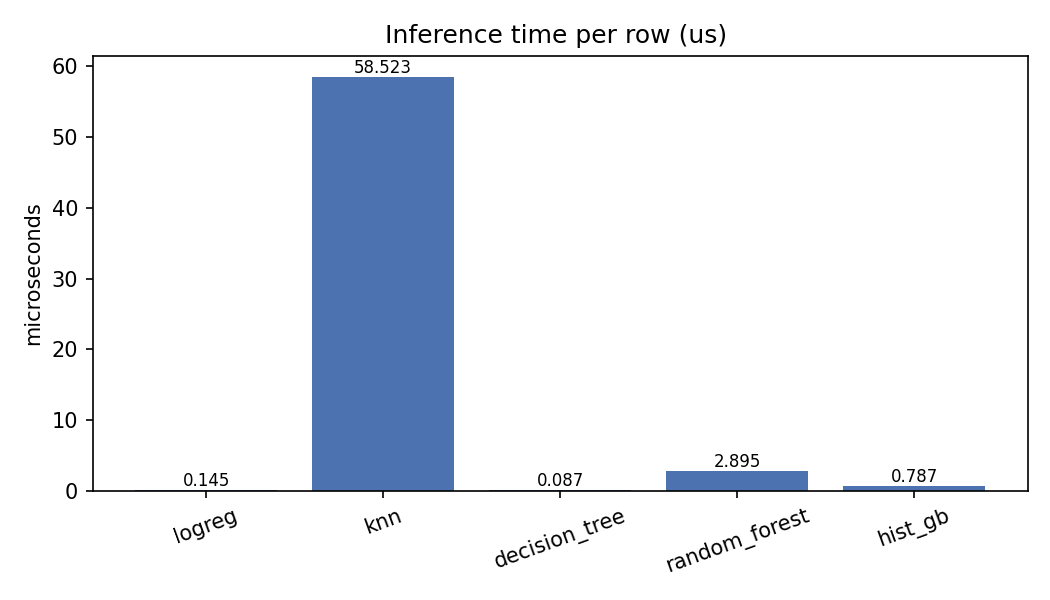 Inference time per row (us)
microseconds
60
50
40
30
20
10
0
0.145
58.523
0.087
2.895
0.787
logreg
knn
decision_tree
random_forest
hist_gb